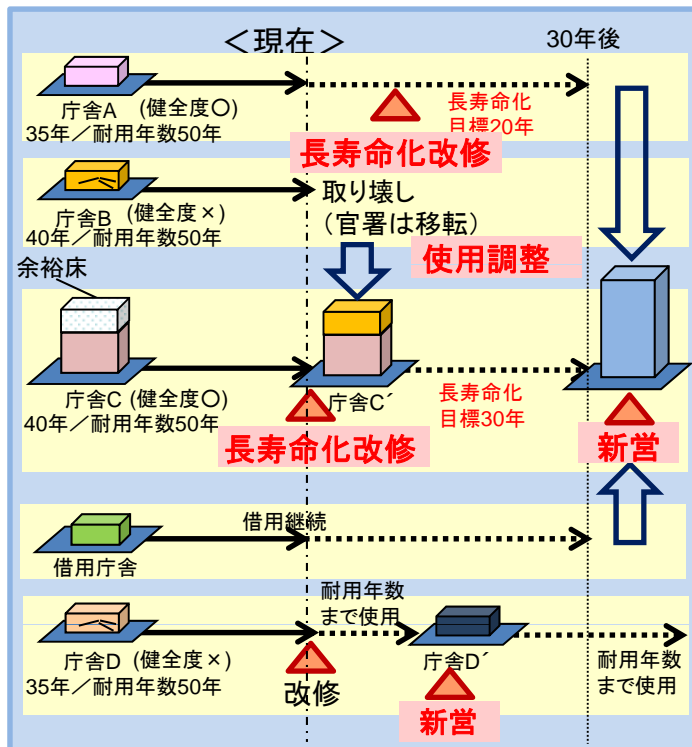 ＜現在＞
30年後
庁舎A (健全度○)
35年／耐用年数50年
長寿命化
目標20年
長寿命化改修
庁舎B (健全度×)
40年／耐用年数50年
取り壊し
（官署は移転）
使用調整
余裕床
庁舎C (健全度○)
40年／耐用年数50年
庁舎C´
長寿命化
目標30年
長寿命化改修
新営
借用継続
借用庁舎
耐用年数
まで使用
庁舎D (健全度×)
35年／耐用年数50年
改修
庁舎D´
新営
耐用年数
まで使用